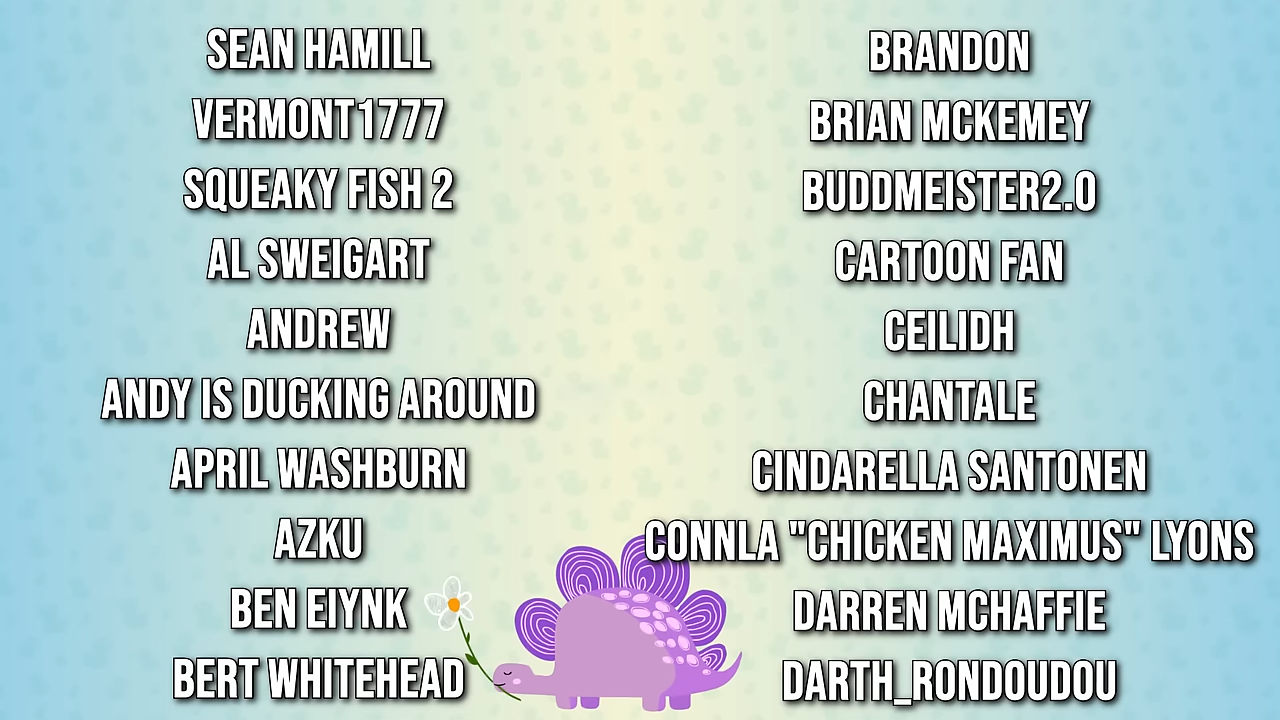 SEAN HAMILL
VERMONT1777
SQUEAKY FISH 2
AL SWEIGART
ANDREW
ANDY IS DUCKING AROUND
APRIL WASHBURN
AZKU
BEN EIYNK
BERT WHITEHEAD
BRANDON
BRIAN MCKEMEY
BUDDMEISTER2.0
CARTOON FAN
CEILIDH
CHANTALE
CINDARELLA SANTONEN
CONNLA "CHICKEN MAXIMUS" LYONS
DARREN MCHAFFIE
DARTH_RONDOUDOU